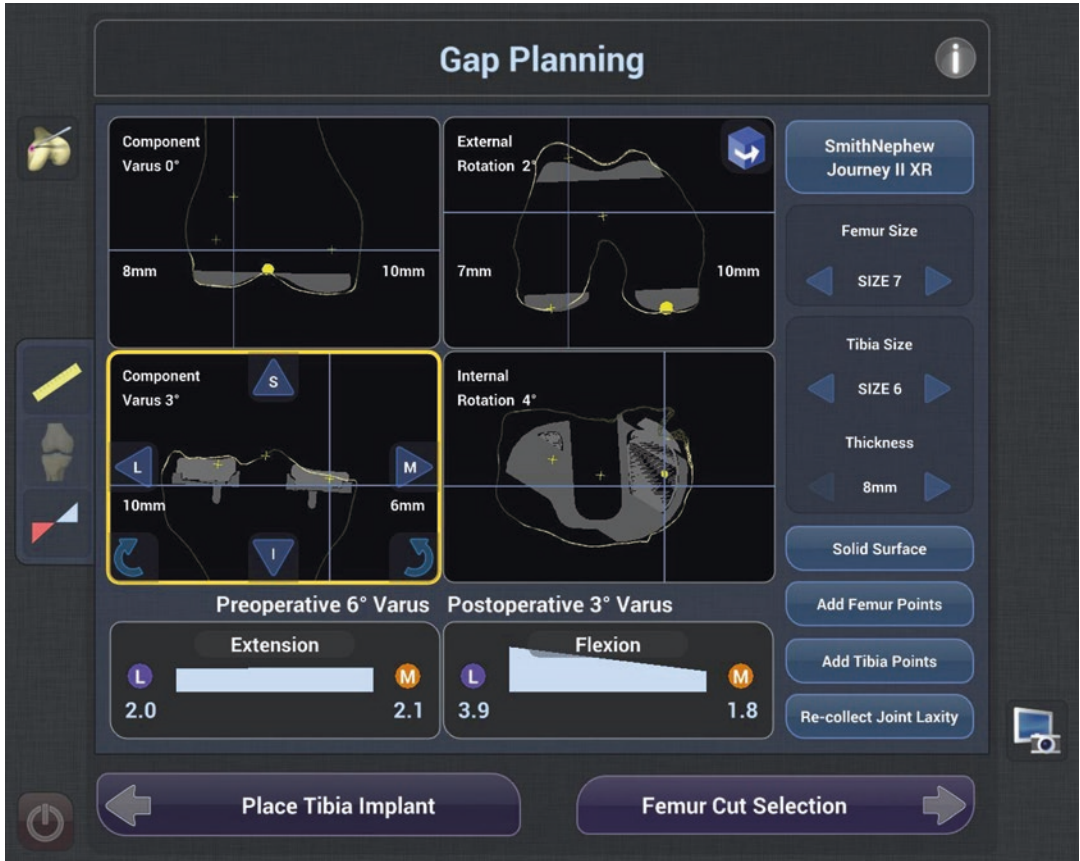 Gap Planning
i
Component
Varus 0°
8mm
10mm
External
Rotation 2°
7mm
10mm
SmithNephew
Journey II XR
Femur Size
SIZE 7
Tibia Size
SIZE 6
Thickness
8mm
Component
Varus 3°
S
L
M
10mm
6mm
I
Internal
Rotation 4°
Solid Surface
Add Femur Points
Add Tibia Points
Re-collect Joint Laxity
Preoperative 6° Varus
Postoperative 3° Varus
Extension
L
M
2.0
2.1
Flexion
L
M
3.9
1.8
Place Tibia Implant
Femur Cut Selection